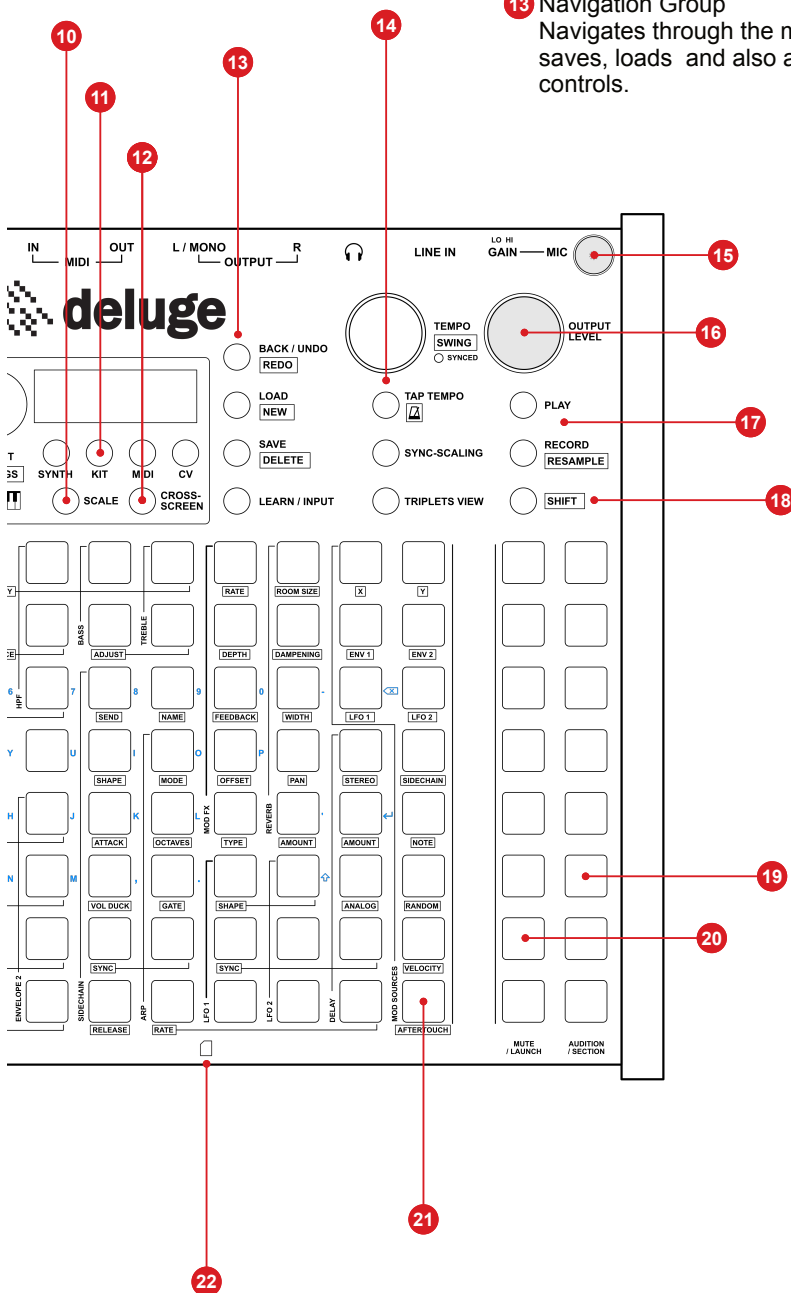 13 Navigation Group
Navigates through the
saves, loads and also
controls.
10
11
12
13
14
IN OUT
MIDI
L / MONO R
OUTPUT
LINE IN
LO HI
GAIN MIC
15
deluge
TEMPO
SWING
SYNCED
OUTPUT
LEVEL
16
BACK / UNDO
REDO
LOAD
NEW
TAP TEMPO
PLAY
17
SAVE
DELETE
SYNC-SCALING
RECORD
RESAMPLE
SYNTH KIT MIDI CV
SCALE
CROSS-
SCREEN
LEARN / INPUT
TRIPLETS VIEW
SHIFT
18
RATE ROOM SIZE X Y
BASS TREBLE
ADJUST DEPTH DAMPENING ENV 1 ENV 2
HPF
6 7 8 9 0 -
SEND NAME FEEDBACK WIDTH LFO 1 LFO 2
Y U I O P
SHAPE MODE OFFSET PAN STEREO SIDECHAIN
MOD FX REVERB
H J K L '
ATTACK OCTAVES TYPE AMOUNT AMOUNT NOTE
N M , .
VOL DUCK GATE SHAPE ANALOG RANDOM
19
20
SYNC SYNC VELOCITY
ENVELOPE 2 SIDECHAIN ARP LFO 1 LFO 2 DELAY MOD SOURCES
RELEASE RATE AFTERTOUCH
MUTE
/ LAUNCH
AUDITION
/ SECTION
21
22